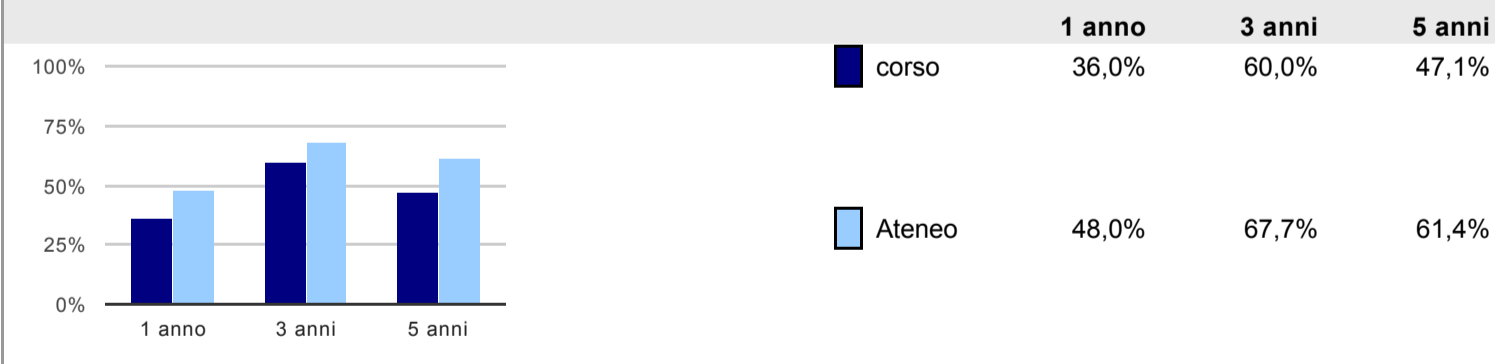 1 anno 3 anni 5 anni
corso 36,0% 60,0% 47,1%
Ateneo 48,0% 67,7% 61,4%
100%
75%
50%
25%
0%
1 anno 3 anni 5 anni